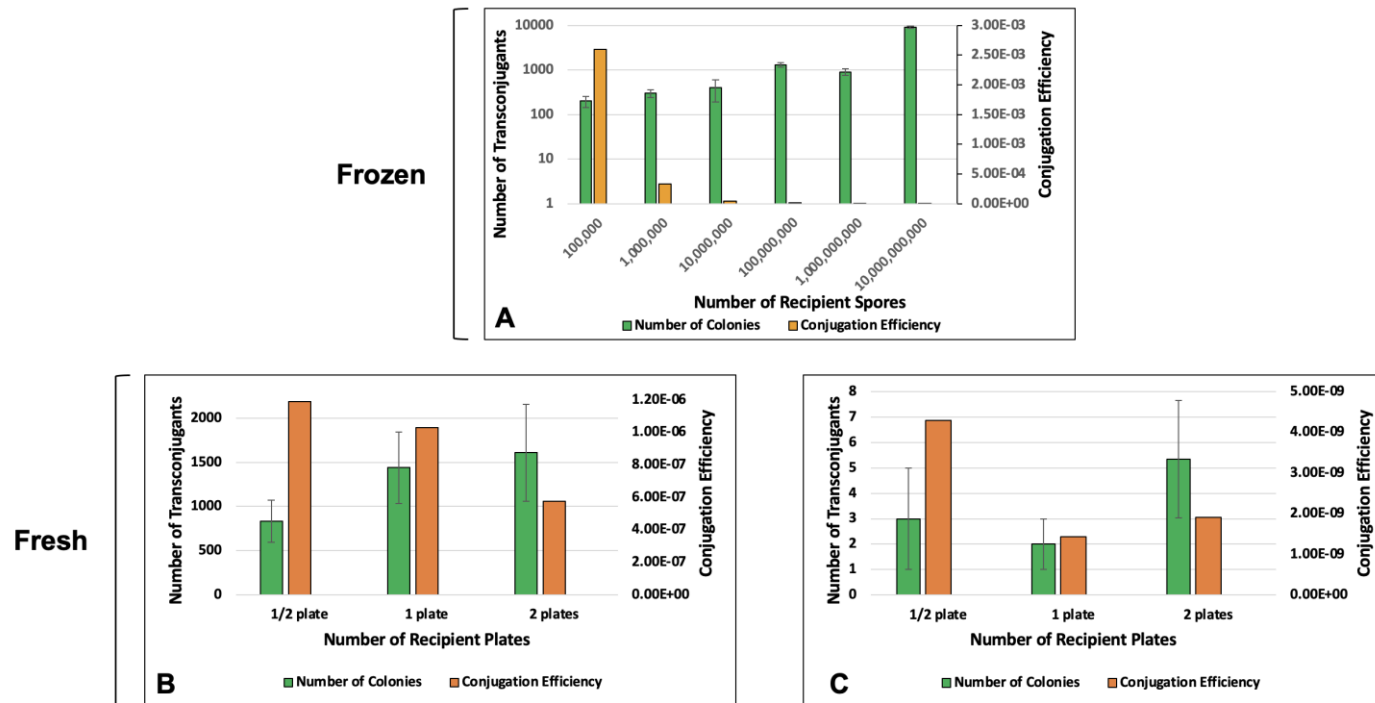 Frozen
Number of Transconjugants
10000
1000
100
10
1
3.00E-03
2.50E-03
2.00E-03
1.50E-03
1.00E-03
5.00E-04
0.00E+00
Conjugation Efficiency
100,000
1,000,000
10,000,000
100,000,000
1,000,000,000
10,000,000,000
Number of Recipient Spores
A
Number of Colonies
Conjugation Efficiency
Fresh
Number of Transconjugants
2000
1500
1000
500
0
1.20E-06
1.00E-06
8.00E-07
6.00E-07
4.00E-07
2.00E-07
0.00E+00
Conjugation Efficiency
1/2 plate
1 plate
2 plates
Number of Recipient Plates
B
Number of Colonies
Conjugation Efficiency
Number of Transconjugants
8
7
6
5
4
3
2
1
0
5.00E-09
4.00E-09
3.00E-09
2.00E-09
1.00E-09
0.00E+00
Conjugation Efficiency
1/2 plate
1 plate
2 plates
Number of Recipient Plates
C
Number of Colonies
Conjugation Efficiency